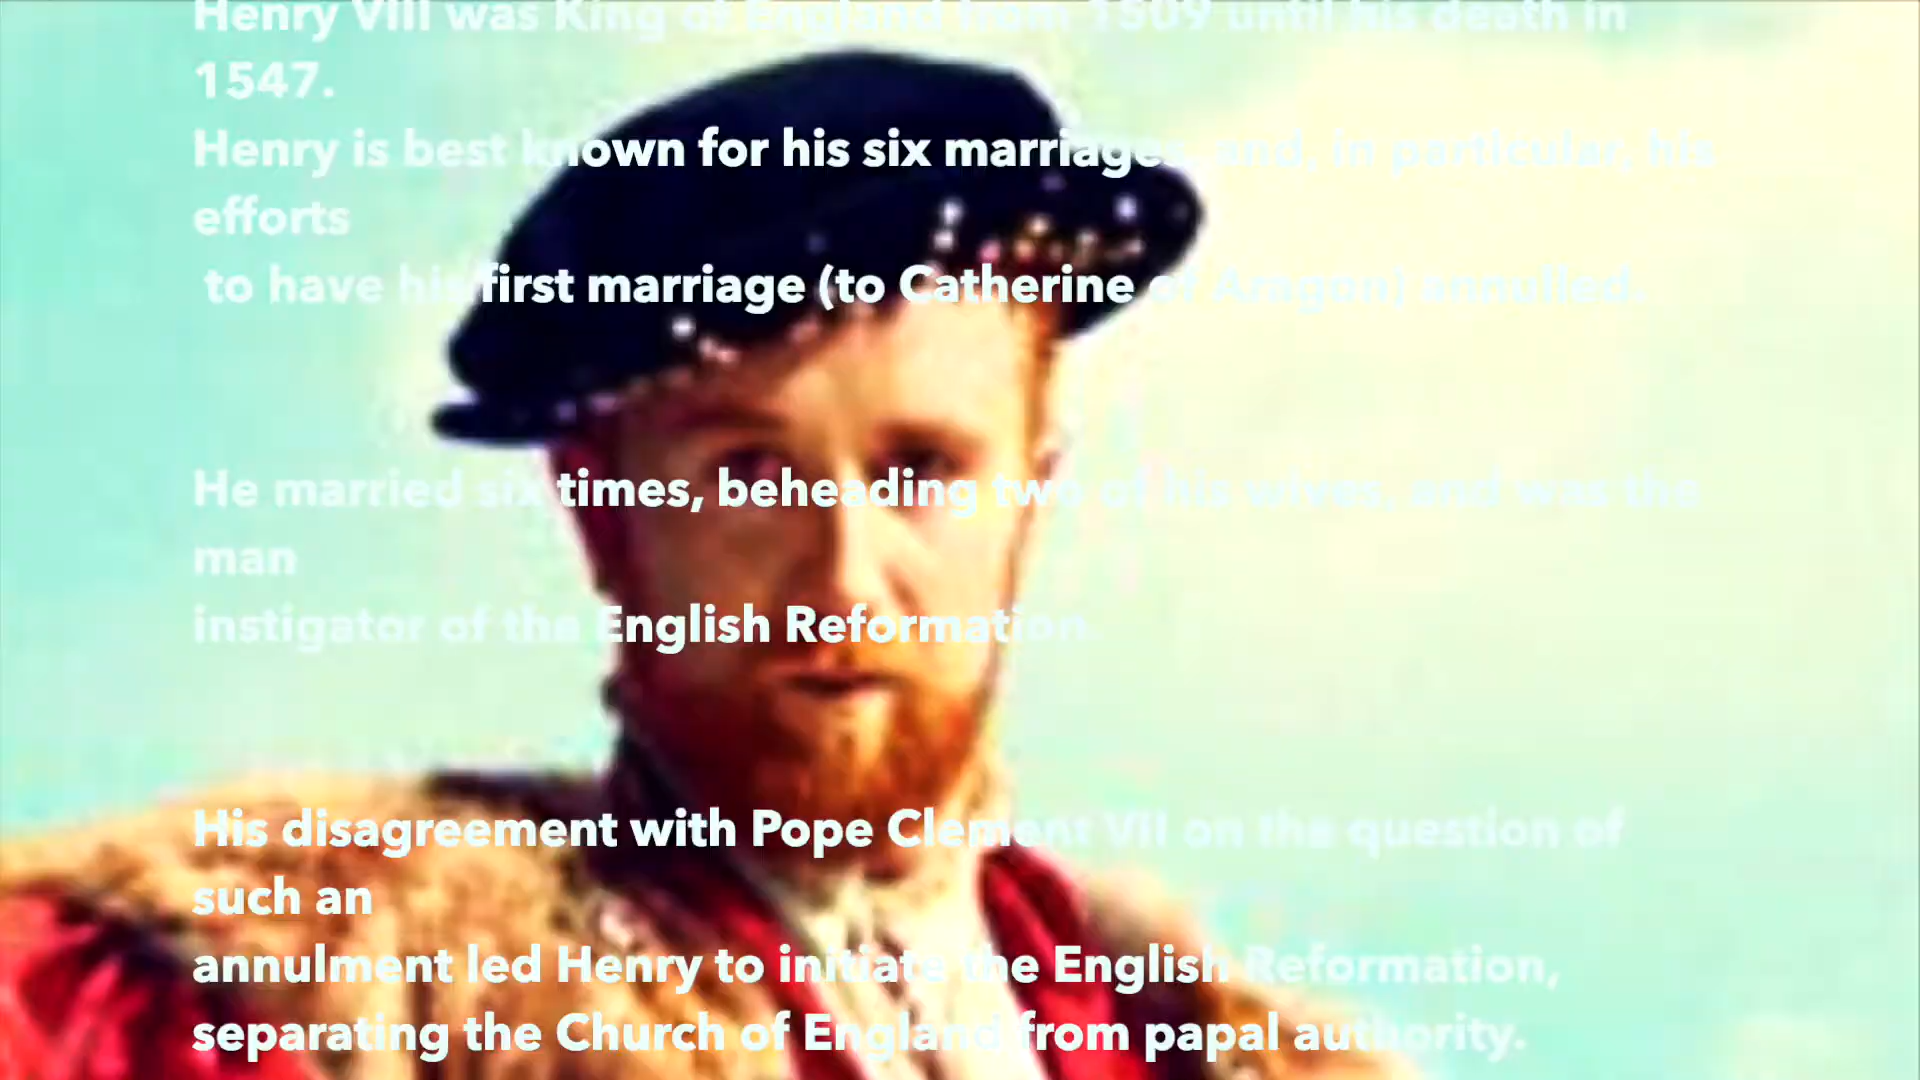 Henry VIII was King of England from 1509 until his death in
1547.
Henry is best known for his six marriages, and, in particular, his
efforts
to have his first marriage (to Catherine of Aragon) annulled.
He married six times, beheading two of his wives, and was the
man
instigator of the English Reformation.
His disagreement with Pope Clement VII on the question of
such an
annulment led Henry to initiate the English Reformation,
separating the Church of England from papal authority.